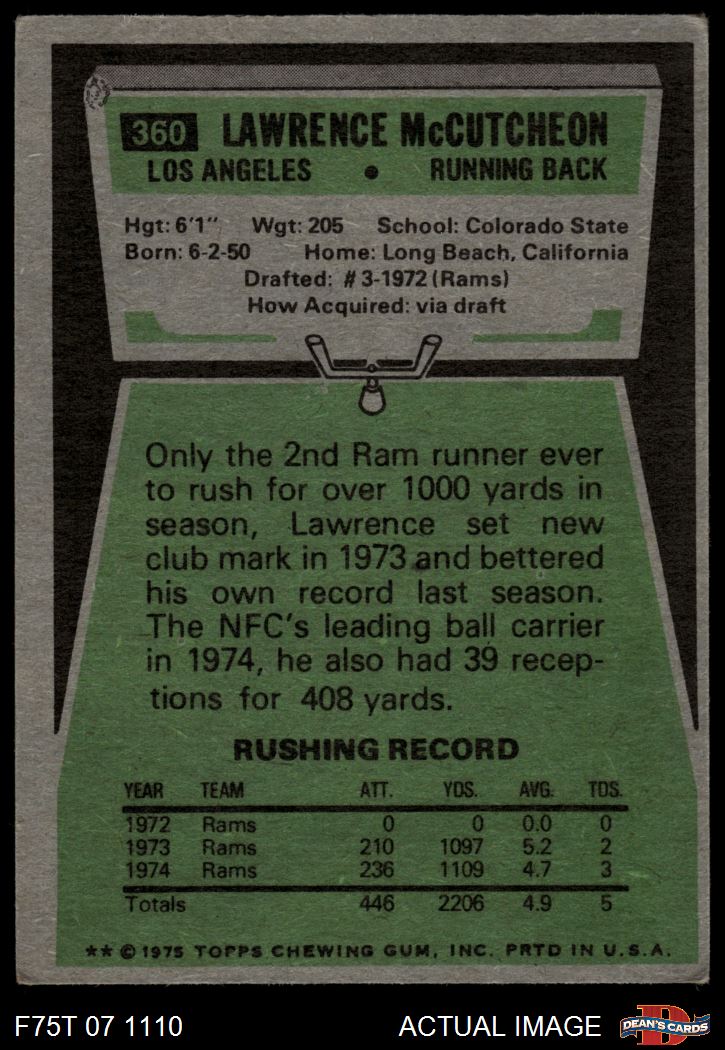 360 LAWRENCE McCUTCHEON
LOS ANGELES • RUNNING BACK
Hgt: 6'1" Wgt: 205 School: Colorado State
Born: 6-2-50 Home: Long Beach, California
Drafted: #3-1972 (Rams)
How Acquired: via draft
Only the 2nd Ram runner ever
to rush for over 1000 yards in
season, Lawrence set new
club mark in 1973 and bettered
his own record last season.
The NFC's leading ball carrier
in 1974, he also had 39 recep-
tions for 408 yards.
RUSHING RECORD
YEAR TEAM ATT. YDS. AVG. TDS.
1972 Rams 0 0 0.0 0
1973 Rams 210 1097 5.2 2
1974 Rams 236 1109 4.7 3
Totals 446 2206 4.9 5
** © 1975 TOPPS CHEWING GUM, INC. PRTD IN U.S.A.
F75T 07 1110 ACTUAL IMAGE D DEAN'S CARDS